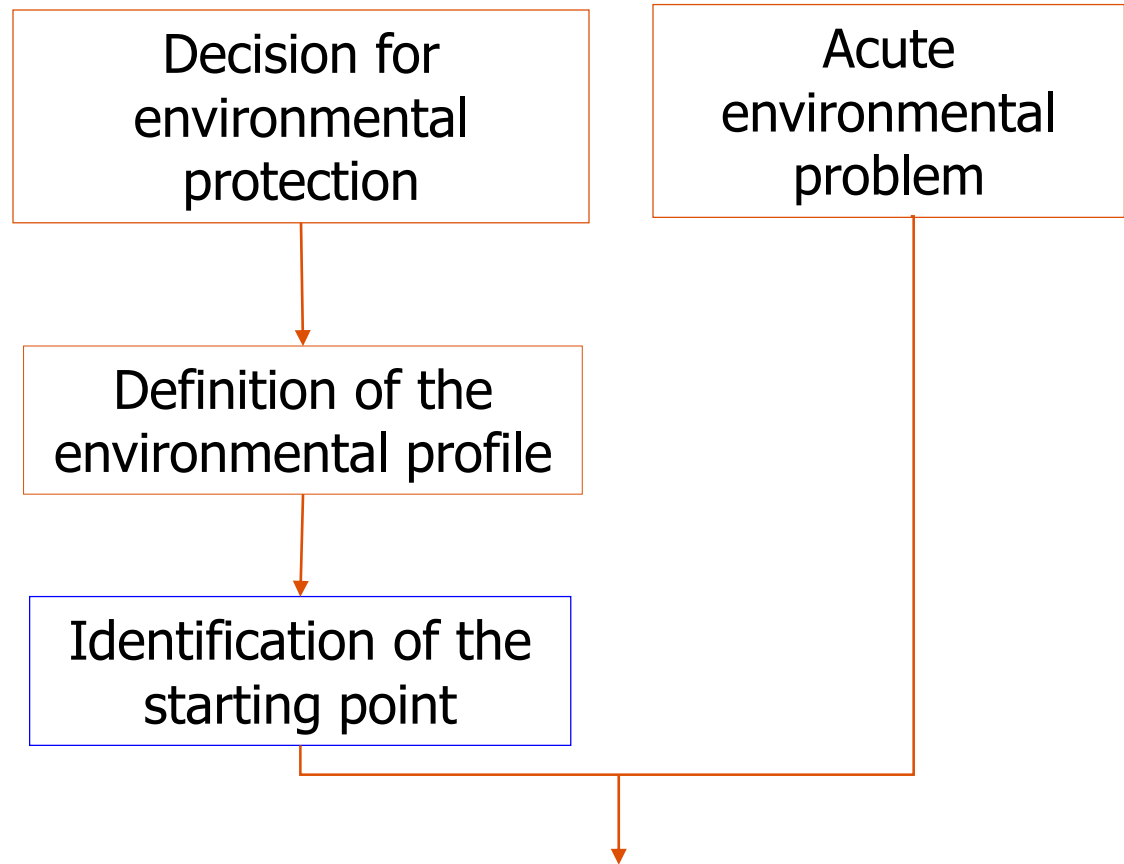 Decision for
environmental
protection
Acute
environmental
problem
Definition of the
environmental profile
Identification of the
starting point